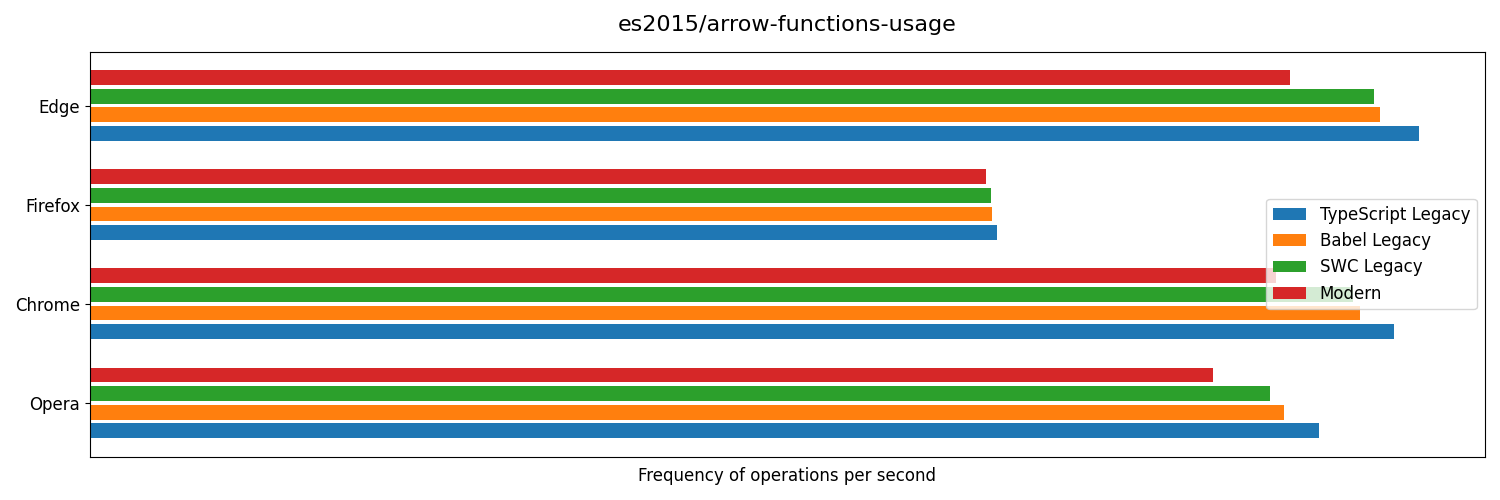 es2015/arrow-functions-usage
Edge
Firefox
Chrome
Opera
TypeScript Legacy
Babel Legacy
SWC Legacy
Modern
Frequency of operations per second